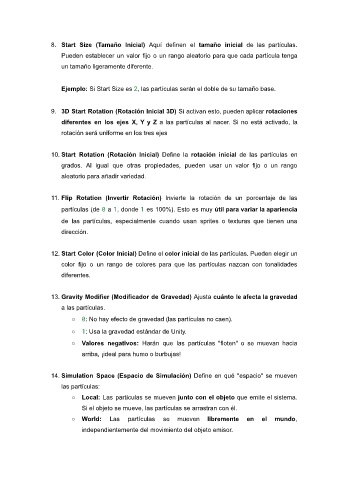 8. Start Size (Tamaño Inicial) Aquí definen el tamaño inicial de las partículas.
Pueden establecer un valor fijo o un rango aleatorio para que cada partícula tenga
un tamaño ligeramente diferente.
Ejemplo: Si Start Size es 2, las partículas serán el doble de su tamaño base.
9. 3D Start Rotation (Rotación Inicial 3D) Si activan esto, pueden aplicar rotaciones
diferentes en los ejes X, Y y Z a las partículas al nacer. Si no está activado, la
rotación será uniforme en los tres ejes
10. Start Rotation (Rotación Inicial) Define la rotación inicial de las partículas en
grados. Al igual que otras propiedades, pueden usar un valor fijo o un rango
aleatorio para añadir variedad.
11. Flip Rotation (Invertir Rotación) Invierte la rotación de un porcentaje de las
partículas (de 0 a 1, donde 1 es 100%). Esto es muy útil para variar la apariencia
de las partículas, especialmente cuando usan sprites o texturas que tienen una
dirección.
12. Start Color (Color Inicial) Define el color inicial de las partículas. Pueden elegir un
color fijo o un rango de colores para que las partículas nazcan con tonalidades
diferentes.
13. Gravity Modifier (Modificador de Gravedad) Ajusta cuánto le afecta la gravedad
a las partículas.
○ 0: No hay efecto de gravedad (las partículas no caen).
○ 1: Usa la gravedad estándar de Unity.
○ Valores negativos: Harán que las partículas "floten" o se muevan hacia
arriba, ¡ideal para humo o burbujas!
14. Simulation Space (Espacio de Simulación) Define en qué "espacio" se mueven
las partículas:
○ Local: Las partículas se mueven junto con el objeto que emite el sistema.
Si el objeto se mueve, las partículas se arrastran con él.
○ World: Las partículas se mueven libremente en el mundo,
independientemente del movimiento del objeto emisor.